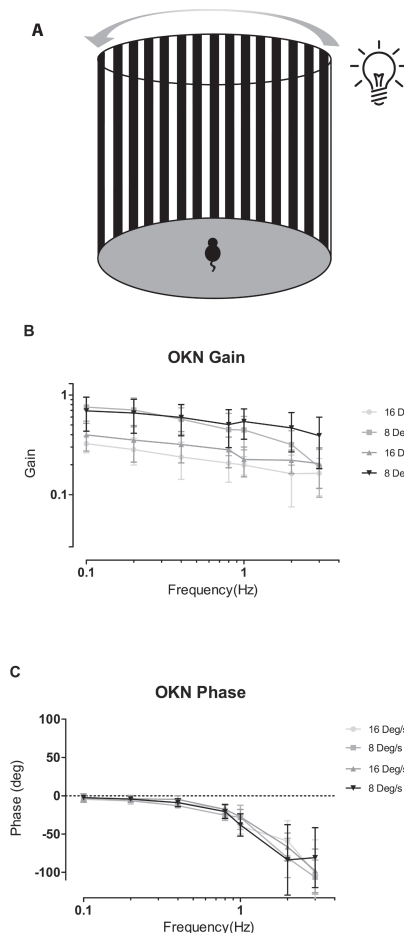 A
B
OKN Gain
1
0.1
Gain
0.1
1
Frequency(Hz)
16 D
8 De
16 D
8 De
C
OKN Phase
100
50
0
-50
-100
Phase (deg)
0.1
1
Frequency(Hz)
16 Deg/s
8 Deg/s
16 Deg/s
8 Deg/s